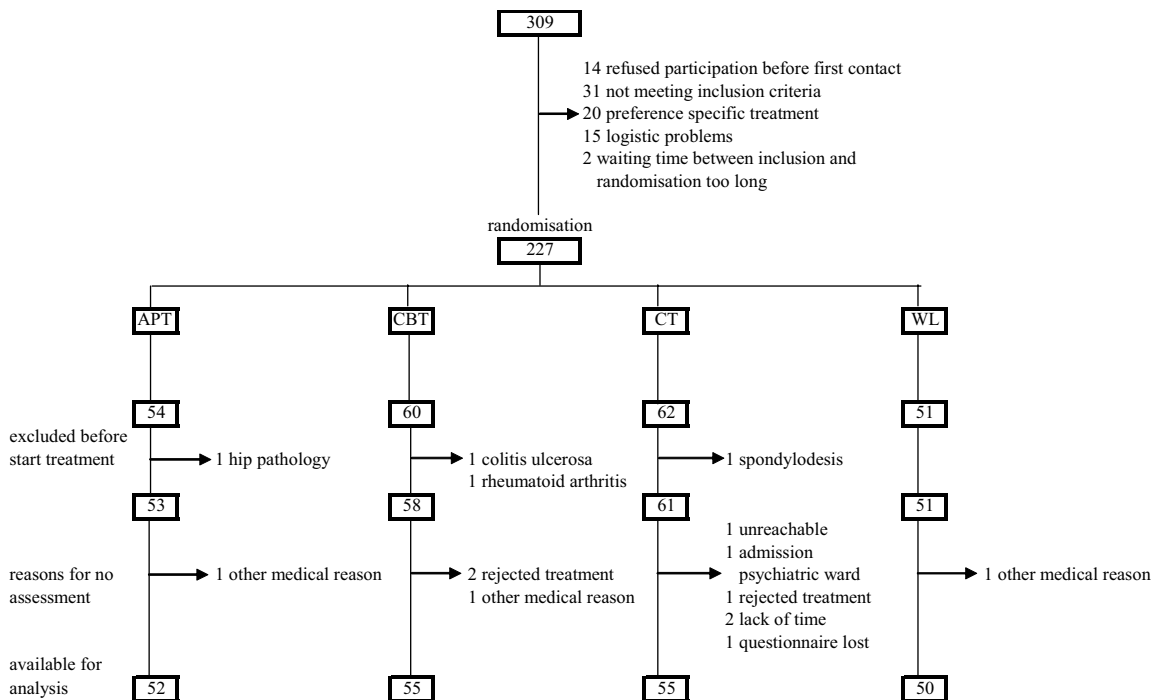 309
14 refused participation before first contact
31 not meeting inclusion criteria
20 preference specific treatment
15 logistic problems
2 waiting time between inclusion and
randomisation too long
randomisation
227
APT
CBT
CT
WL
54
60
62
51
excluded before
start treatment
1 hip pathology
1 colitis ulcerosa
1 rheumatoid arthritis
1 spondylodesis
53
58
61
51
reasons for no
assessment
1 other medical reason
2 rejected treatment
1 other medical reason
1 unreachable
1 admission
psychiatric ward
1 rejected treatment
2 lack of time
1 questionnaire lost
1 other medical reason
available for
analysis
52
55
55
50